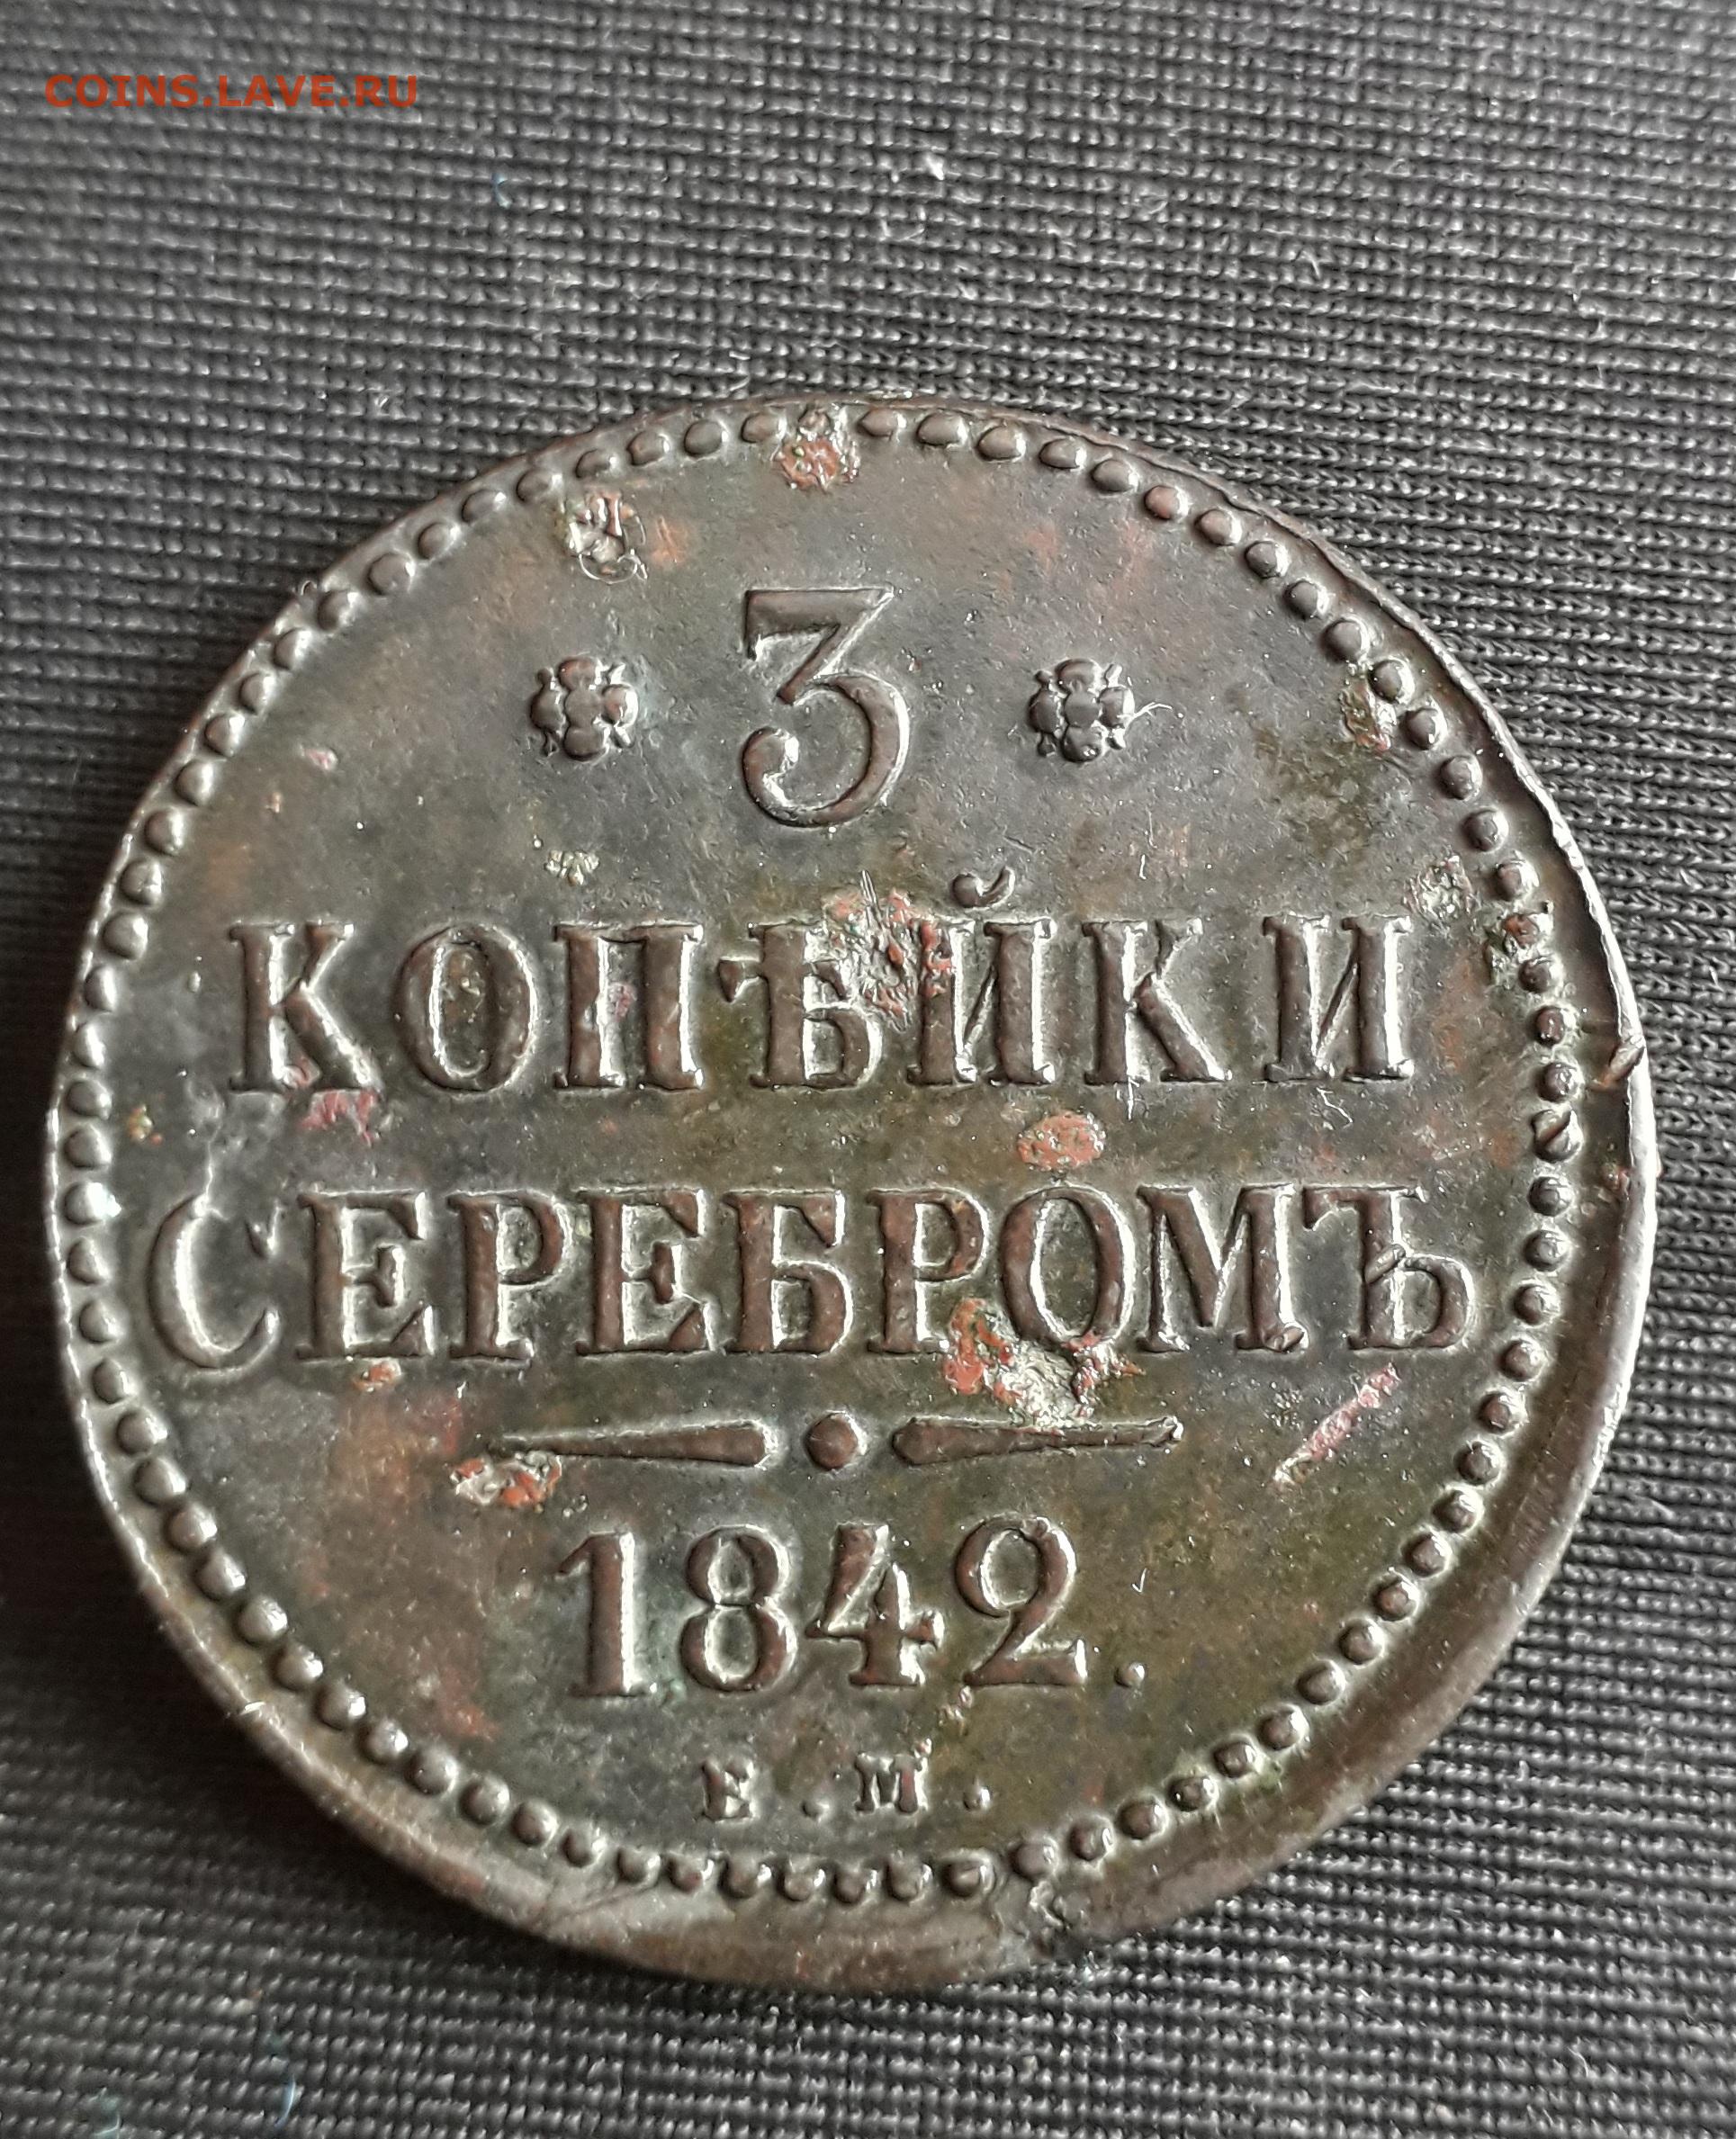 COINS.LAVE.RU
3
КОПѢЙКИ
СЕРЕБРОМЪ
1842.
Е.М.